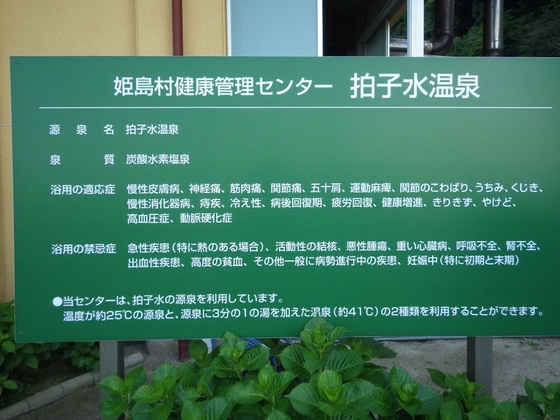 姫島村健康管理センター 拍子水温泉
源泉名 拍子水温泉
泉質 炭酸水素塩泉
浴用の適応症 慢性皮膚病、神経痛、筋肉痛、関節痛、五十肩、運動麻痺、関節のこわばり、うちみ、くじき、
慢性消化器病、痔疾、冷え性、病後回復期、疲労回復、健康増進、きりきず、やけど、
高血圧症、動脈硬化症
浴用の禁忌症 急性疾患(特に熱のある場合)、活動性の結核、悪性腫瘍、重い心臓病、呼吸不全、腎不全、
出血性疾患、高度の貧血、その他一般に病勢進行中の疾患、妊娠中(特に初期と末期)
●当センターは、拍子水の源泉を利用しています。
温度が約25℃の源泉と、源泉に3分の1の湯を加えた温泉(約41℃)の2種類を利用することができます。